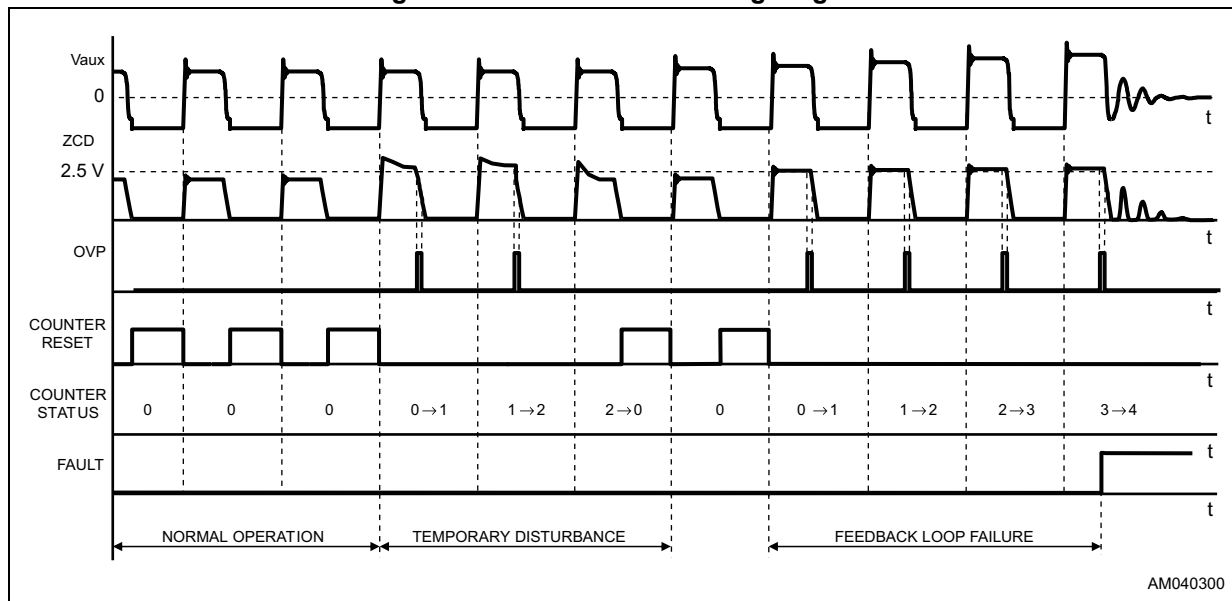 Vaux
0
t
ZCD
2.5 V
t
OVP
t
COUNTER
RESET
t
COUNTER
STATUS
0 0 0 0→1 1→2 2→0 0 0→1 1→2 2→3 3→4
t
FAULT
t
NORMAL OPERATION TEMPORARY DISTURBANCE FEEDBACK LOOP FAILURE
AM040300